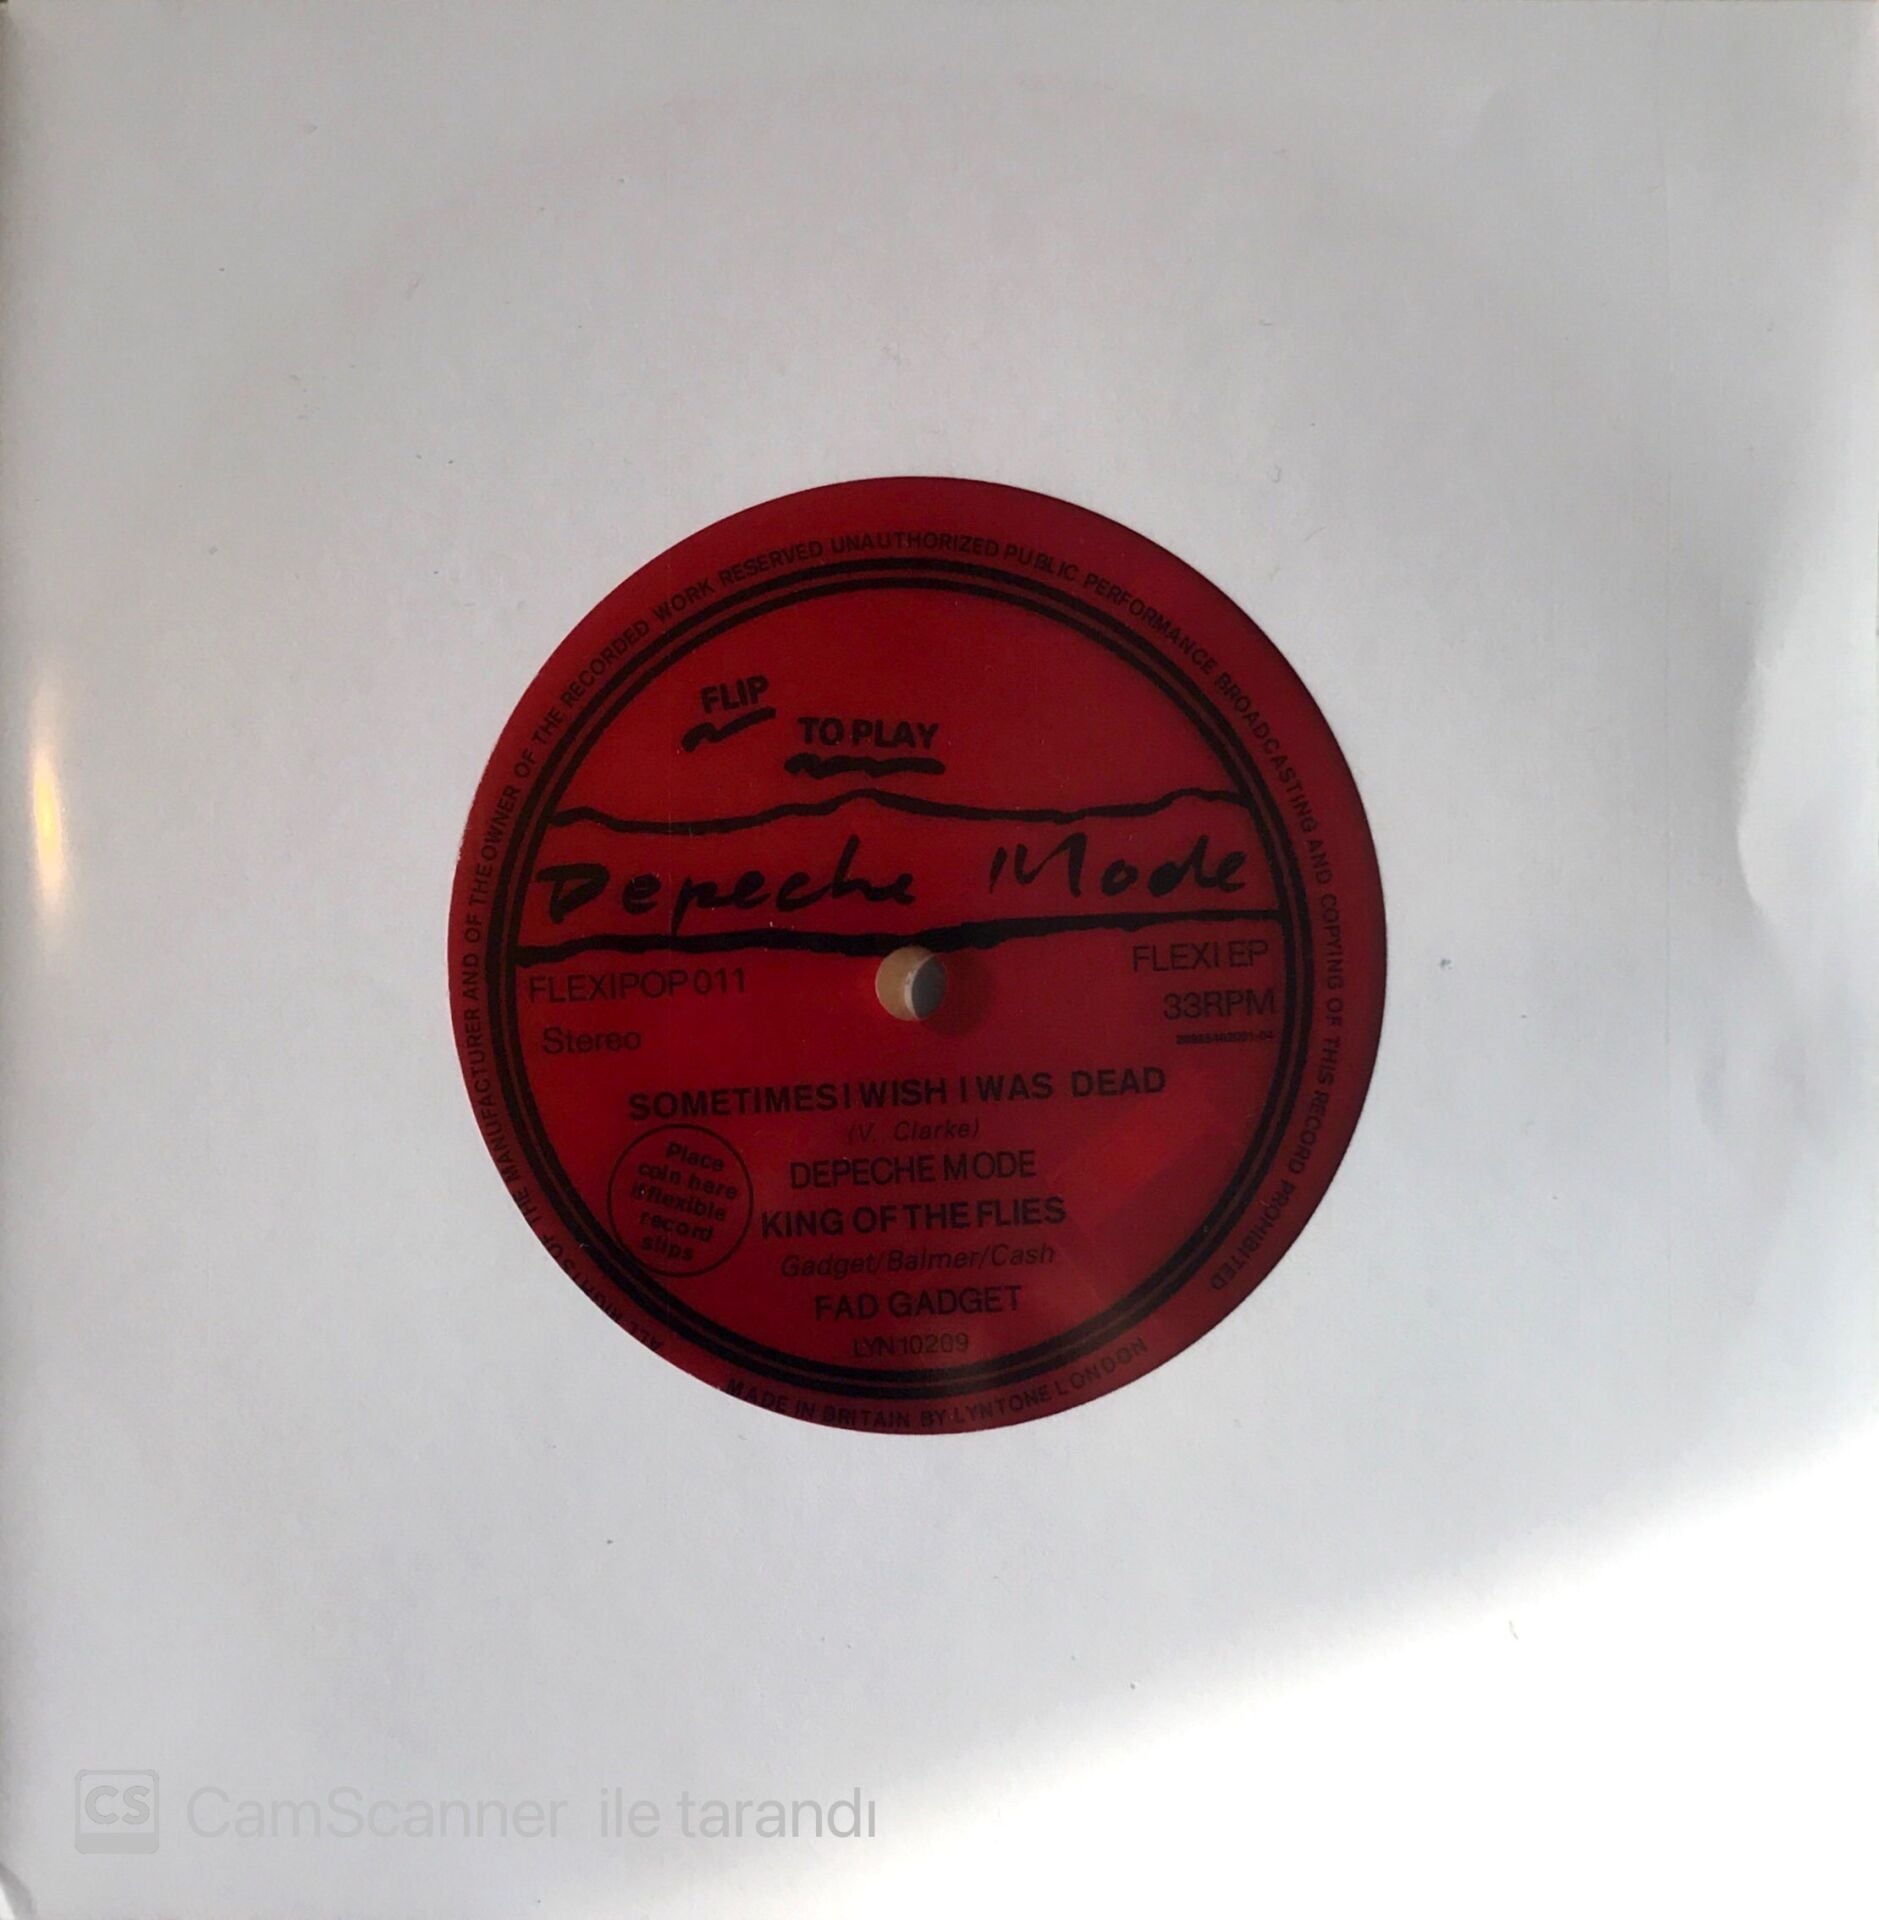 ALL RIGHTS OF THE MANUFACTURER AND OF THE OWNER OF THE RECORDED WORK RESERVED UNAUTHORIZED PUBLIC PERFORMANCE BROADCASTING AND COPYING OF THIS RECORD PROHIBITED
FLIP
TO PLAY
Depeche Mode
FLEXIPOP 011
FLEXI EP
Stereo
33RPM
SOMETIMES I WISH I WAS DEAD
(V. Clarke)
DEPECHE MODE
KING OF THE FLIES
Gadget/Balmer/Cash
FAD GADGET
LYN 10209
Place
coin here
if flexible
record
slips
MADE IN BRITAIN BY LYNTONE LONDON
CS CamScanner ile tarandı